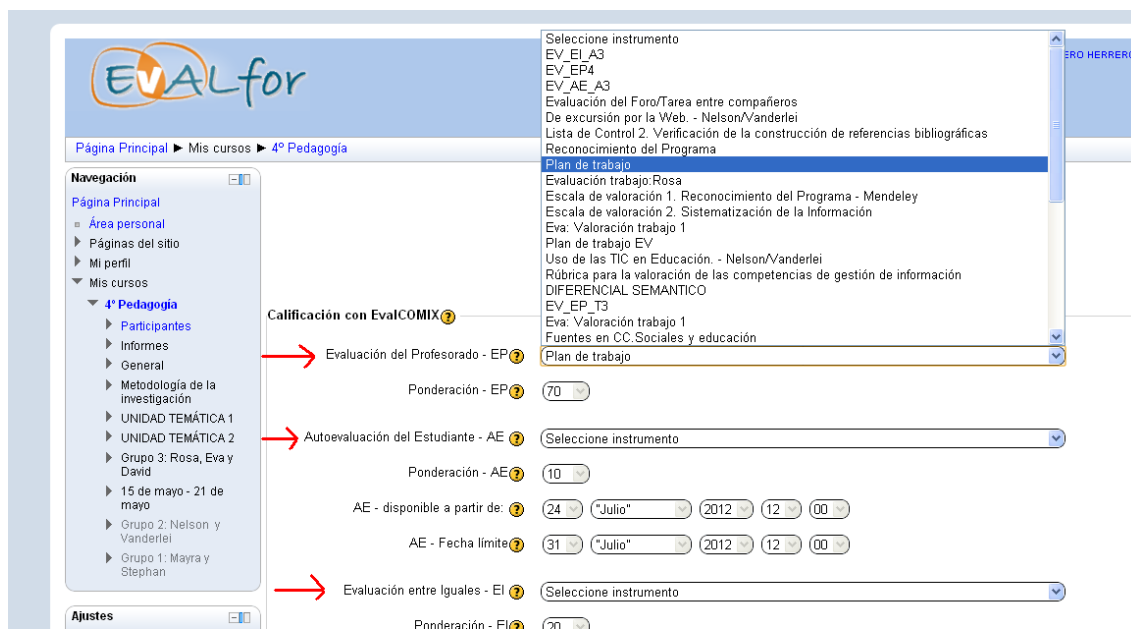 EVALfor
ERO HERRERO
Página Principal ► Mis cursos ► 4º Pedagogía
Navegación
Página Principal
Área personal
Páginas del sitio
Mi perfil
Mis cursos
4º Pedagogía
Participantes
Informes
General
Metodología de la
investigación
UNIDAD TEMÁTICA 1
UNIDAD TEMÁTICA 2
Grupo 3: Rosa, Eva y
David
15 de mayo - 21 de
mayo
Grupo 2: Nelson y
Vanderlei
Grupo 1: Mayra y
Stephan
Ajustes
Seleccione instrumento
EV_EI_A3
EV_EP4
EV_AE_A3
Evaluación del Foro/Tarea entre compañeros
De excursión por la Web. - Nelson/Vanderlei
Lista de Control 2. Verificación de la construcción de referencias bibliográficas
Reconocimiento del Programa
Plan de trabajo
Evaluación trabajo:Rosa
Escala de valoración 1. Reconocimiento del Programa - Mendeley
Escala de valoración 2. Sistematización de la Información
Eva: Valoración trabajo 1
Plan de trabajo EV
Uso de las TIC en Educación. - Nelson/Vanderlei
Rúbrica para la valoración de las competencias de gestión de información
DIFERENCIAL SEMANTICO
EV_EP_T3
Eva: Valoración trabajo 1
Fuentes en CC.Sociales y educación
Calificación con EvalCOMIX
Evaluación del Profesorado - EP Plan de trabajo
Ponderación - EP 70
Autoevaluación del Estudiante - AE Seleccione instrumento
Ponderación - AE 10
AE - disponible a partir de: 24 "Julio" 2012 12 00
AE - Fecha límite 31 "Julio" 2012 12 00
Evaluación entre Iguales - EI Seleccione instrumento
Ponderación - EI 20